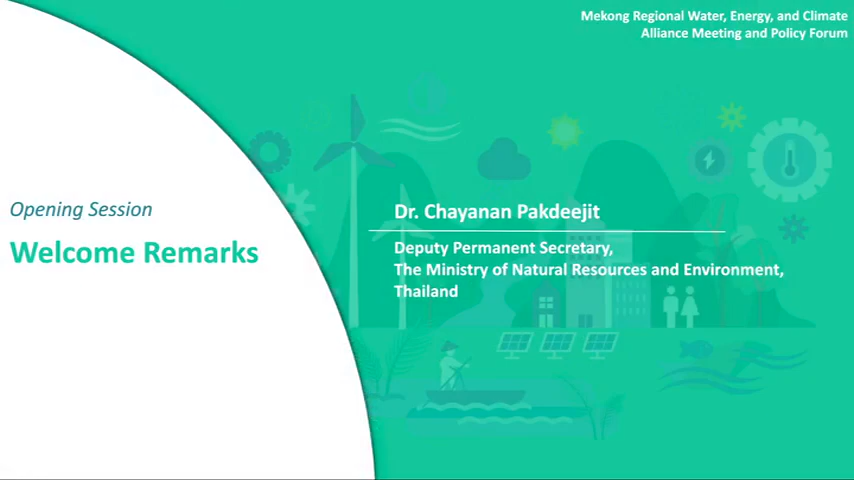 Mekong Regional Water, Energy, and Climate
Alliance Meeting and Policy Forum
Opening Session
Welcome Remarks
Dr. Chayanan Pakdeejit
Deputy Permanent Secretary,
The Ministry of Natural Resources and Environment,
Thailand